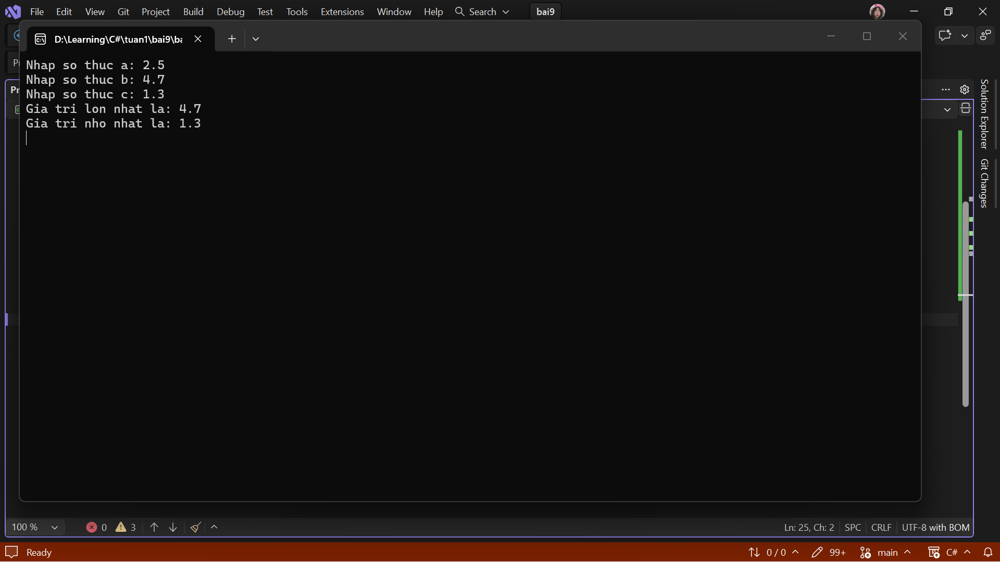 File Edit View Git Project Build Debug Test Tools Extensions Window Help Search bai9
D:\Learning\C#\tuan1\bai9\ba
Nhap so thuc a: 2.5
Nhap so thuc b: 4.7
Nhap so thuc c: 1.3
Gia tri lon nhat la: 4.7
Gia tri nho nhat la: 1.3
Solution Explorer
Git Changes
100 % 0 3 Ln: 25, Ch: 2 SPC CRLF UTF-8 with BOM
Ready 0 / 0 99+ main C#